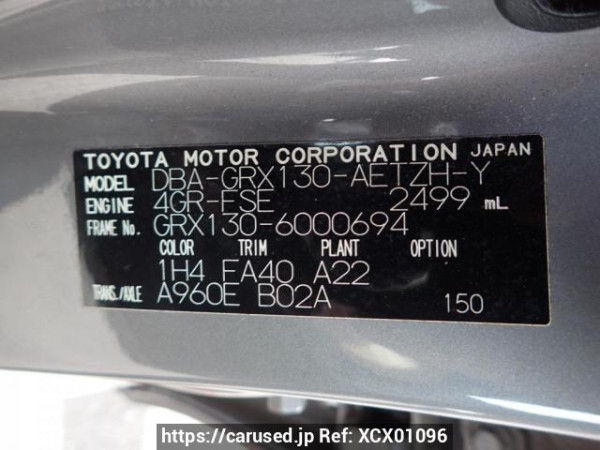 TOYOTA MOTOR CORPORATION JAPAN
MODEL DBA-GRX130-AETZH-Y
ENGINE 4GR-FSE 2499 mL
FRAME No. GRX130-6000694
COLOR TRIM PLANT OPTION
1H4 FA40 A22
TRANS./AXLE A960E B02A 150
https://carused.jp Ref: XCX01096